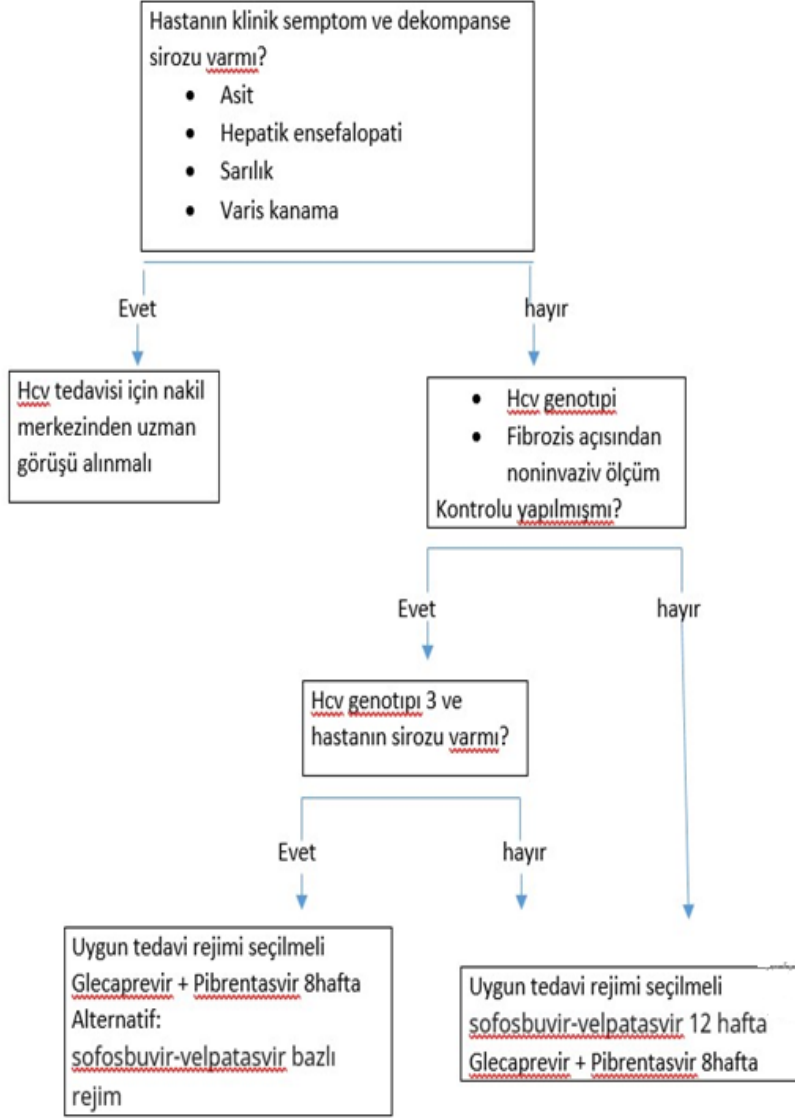 Hastanın klinik semptom ve dekompanse
sirozu varmı?
• Asit
• Hepatik ensefalopati
• Sarılık
• Varis kanama
Evet
hayır
Hcv tedavisi için nakil
merkezinden uzman
görüşü alınmalı
• Hcv genotıpi
• Fibrozis açısından
noninvaziv ölçüm
Kontrolu yapılmışmı?
Evet
hayır
Hcv genotıpı 3 ve
hastanın sirozu varmı?
Evet
hayır
Uygun tedavi rejimi seçilmeli
Glecaprevir + Pibrentasvir 8hafta
Alternatif:
sofosbuvir-velpatasvir bazlı
rejim
Uygun tedavi rejimi seçilmeli
sofosbuvir-velpatasvir 12 hafta
Glecaprevir + Pibrentasvir 8hafta